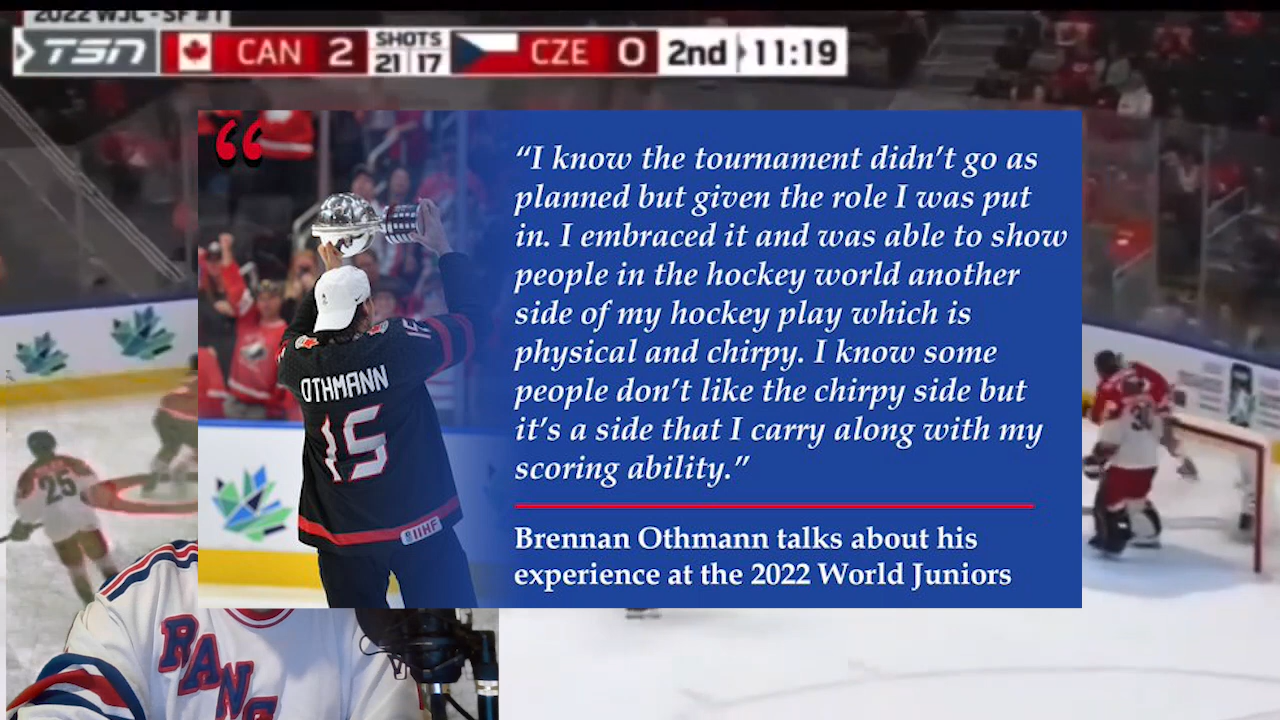 2022 WJC - SF #1
TSN CAN 2 SHOTS 21 17 CZE 0 2nd 11:19
“I know the tournament didn’t go as
planned but given the role I was put
in. I embraced it and was able to show
people in the hockey world another
side of my hockey play which is
physical and chirpy. I know some
people don’t like the chirpy side but
it’s a side that I carry along with my
scoring ability.”
Brennan Othmann talks about his
experience at the 2022 World Juniors
OTHMANN
15
15
IIHF
25
30
RANG